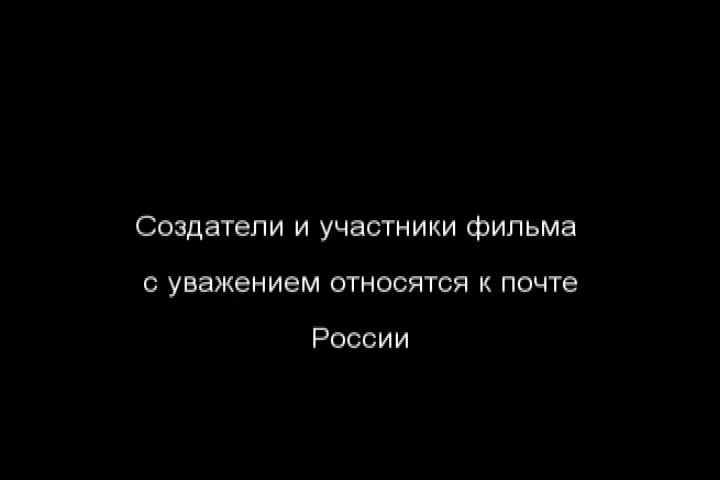 Создатели и участники фильма
с уважением относятся к почте
России